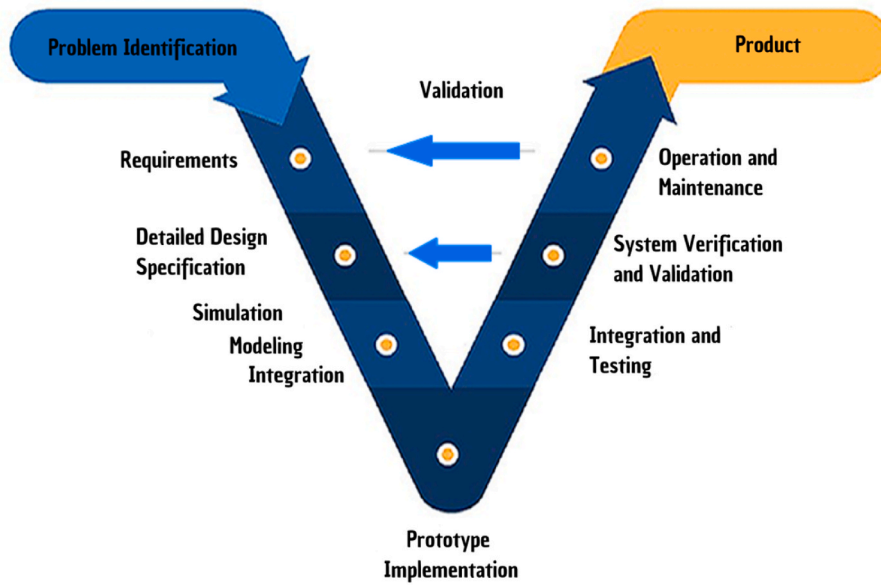 Problem Identification
Product
Validation
Requirements
Operation and
Maintenance
Detailed Design
Specification
System Verification
and Validation
Simulation
Modeling
Integration
Integration and
Testing
Prototype
Implementation